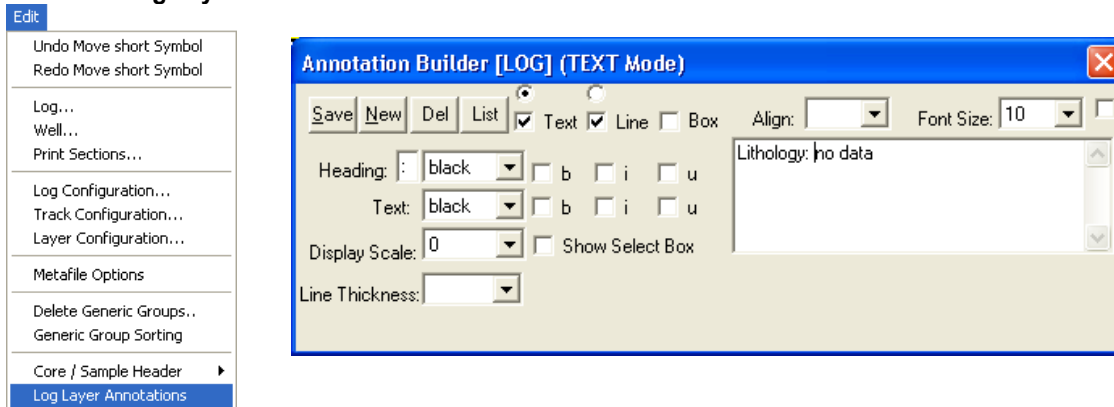 Edit
Undo Move short Symbol
Redo Move short Symbol
Log...
Well...
Print Sections...
Log Configuration...
Track Configuration...
Layer Configuration...
Metafile Options
Delete Generic Groups..
Generic Group Sorting
Core / Sample Header
Log Layer Annotations
Annotation Builder [LOG] (TEXT Mode)
Save New Del List Text Line Box Align: Font Size: 10
Heading: : black b i u
Text: black b i u
Display Scale: 0 Show Select Box
Line Thickness:
Lithology: no data